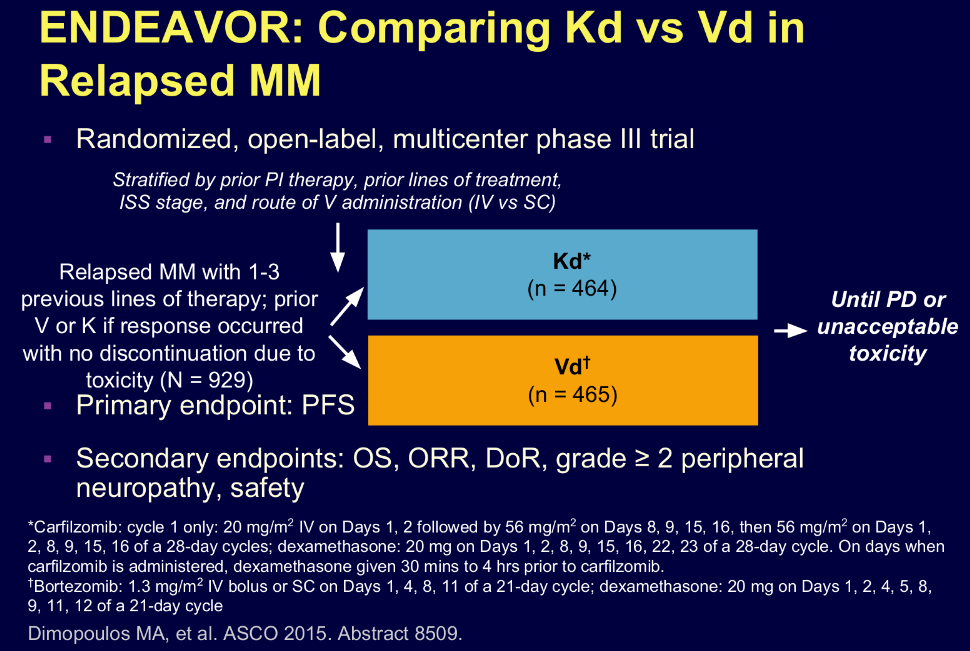 ENDEAVOR: Comparing Kd vs Vd in
Relapsed MM
▪ Randomized, open-label, multicenter phase III trial
Stratified by prior PI therapy, prior lines of treatment,
ISS stage, and route of V administration (IV vs SC)
Relapsed MM with 1-3
previous lines of therapy; prior
V or K if response occurred
with no discontinuation due to
toxicity (N = 929)
Kd*
(n = 464)
Vd†
(n = 465)
Until PD or
unacceptable
toxicity
▪ Primary endpoint: PFS
▪ Secondary endpoints: OS, ORR, DoR, grade ≥ 2 peripheral
neuropathy, safety
*Carfilzomib: cycle 1 only: 20 mg/m² IV on Days 1, 2 followed by 56 mg/m² on Days 8, 9, 15, 16, then 56 mg/m² on Days 1,
2, 8, 9, 15, 16 of a 28-day cycles; dexamethasone: 20 mg on Days 1, 2, 8, 9, 15, 16, 22, 23 of a 28-day cycle. On days when
carfilzomib is administered, dexamethasone given 30 mins to 4 hrs prior to carfilzomib.
†Bortezomib: 1.3 mg/m² IV bolus or SC on Days 1, 4, 8, 11 of a 21-day cycle; dexamethasone: 20 mg on Days 1, 2, 4, 5, 8,
9, 11, 12 of a 21-day cycle
Dimopoulos MA, et al. ASCO 2015. Abstract 8509.